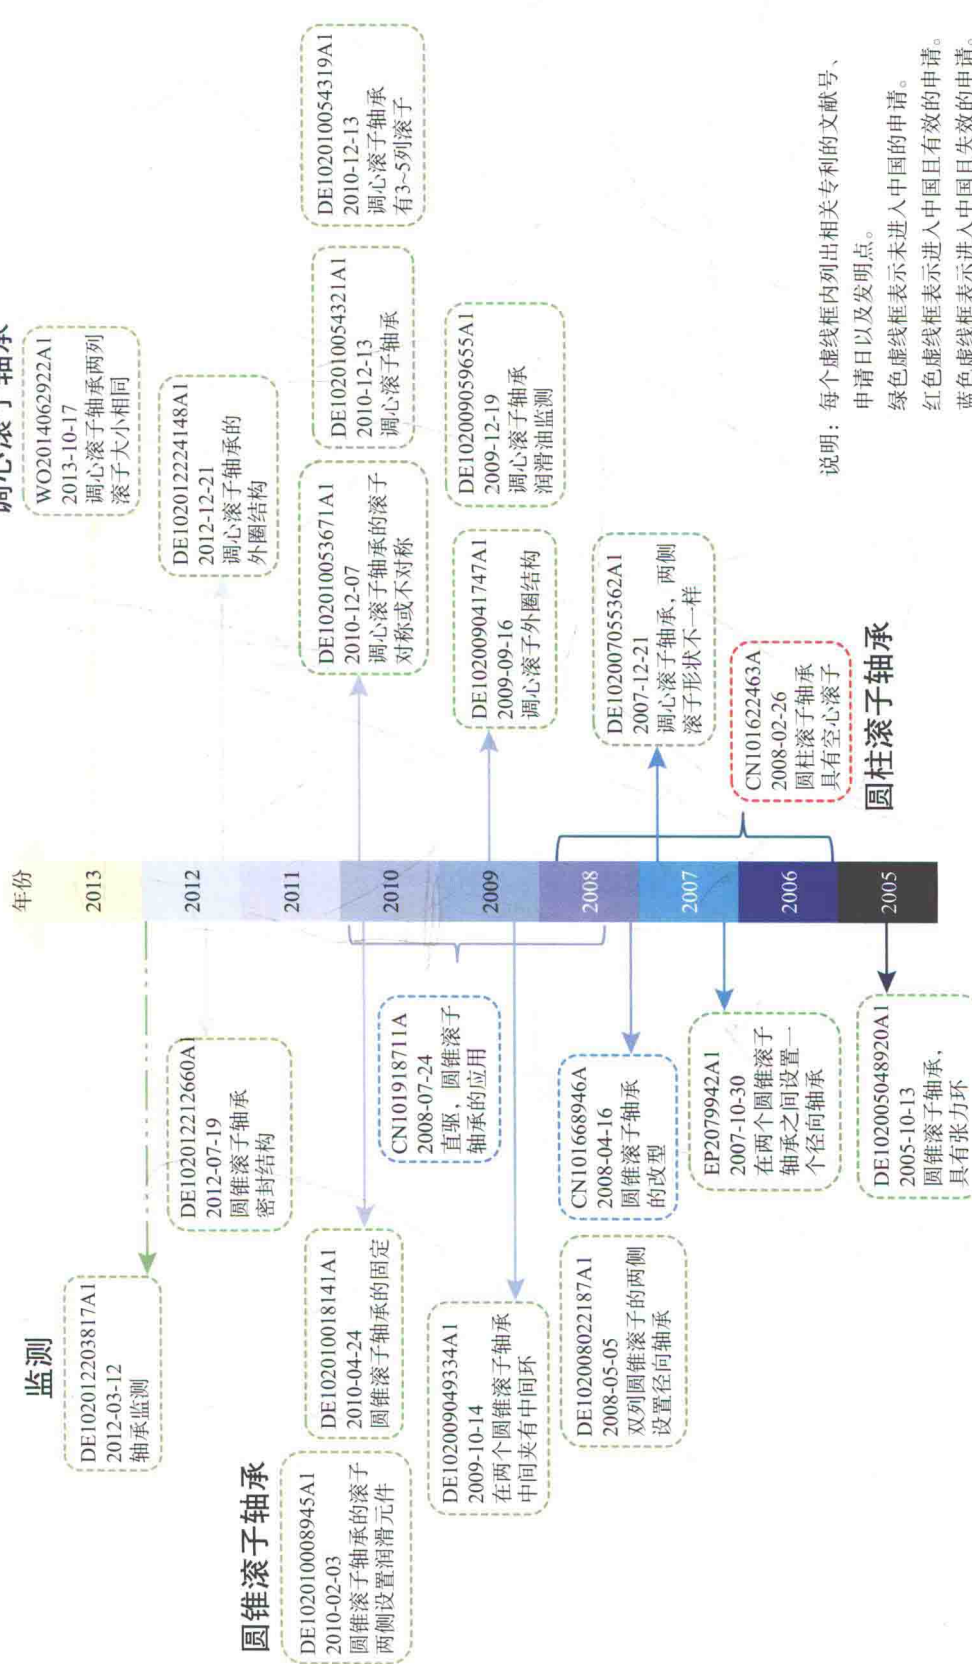 监测
DE102012203817A1
2012-03-12
轴承监测
圆锥滚子轴承
DE102012212660A1
2012-07-19
圆锥滚子轴承
密封结构
DE102010008945A1
2010-02-03
圆锥滚子轴承的滚子
两侧设置润滑元件
DE102010018141A1
2010-04-24
圆锥滚子轴承的固定
CN101918711A
2008-07-24
直驱，圆锥滚子
轴承的应用
DE102009049334A1
2009-10-14
在两个圆锥滚子轴承
中间夹有中间环
DE102008022187A1
2008-05-05
双列圆锥滚子的两侧
设置径向轴承
CN101668946A
2008-04-16
圆锥滚子轴承
的改型
EP2079942A1
2007-10-30
在两个圆锥滚子
轴承之间设置一
个径向轴承
DE102005048920A1
2005-10-13
圆锥滚子轴承，
具有张力环
年份
2013
2012
2011
2010
2009
2008
2007
2006
2005
调心滚子轴承
WO2014062922A1
2013-10-17
调心滚子轴承两列
滚子大小相同
DE102012224148A1
2012-12-21
调心滚子轴承的
外圈结构
DE102010053671A1
2010-12-07
调心滚子轴承的滚子
对称或不对称
DE102010054321A1
2010-12-13
调心滚子轴承
DE102010054319A1
2010-12-13
调心滚子轴承
有3~5列滚子
DE102009041747A1
2009-09-16
调心滚子外圈结构
DE102009059655A1
2009-12-19
调心滚子轴承
润滑油监测
DE102007055362A1
2007-12-21
调心滚子轴承，两侧
滚子形状不一样
CN101622463A
2008-02-26
圆柱滚子轴承
具有空心滚子
圆柱滚子轴承
说明：每个虚线框内列出相关专利的文献号、
申请日以及发明点。
绿色虚线框表示未进入中国的申请。
红色虚线框表示进入中国且有效的申请。
蓝色虚线框表示进入中国且失效的申请。